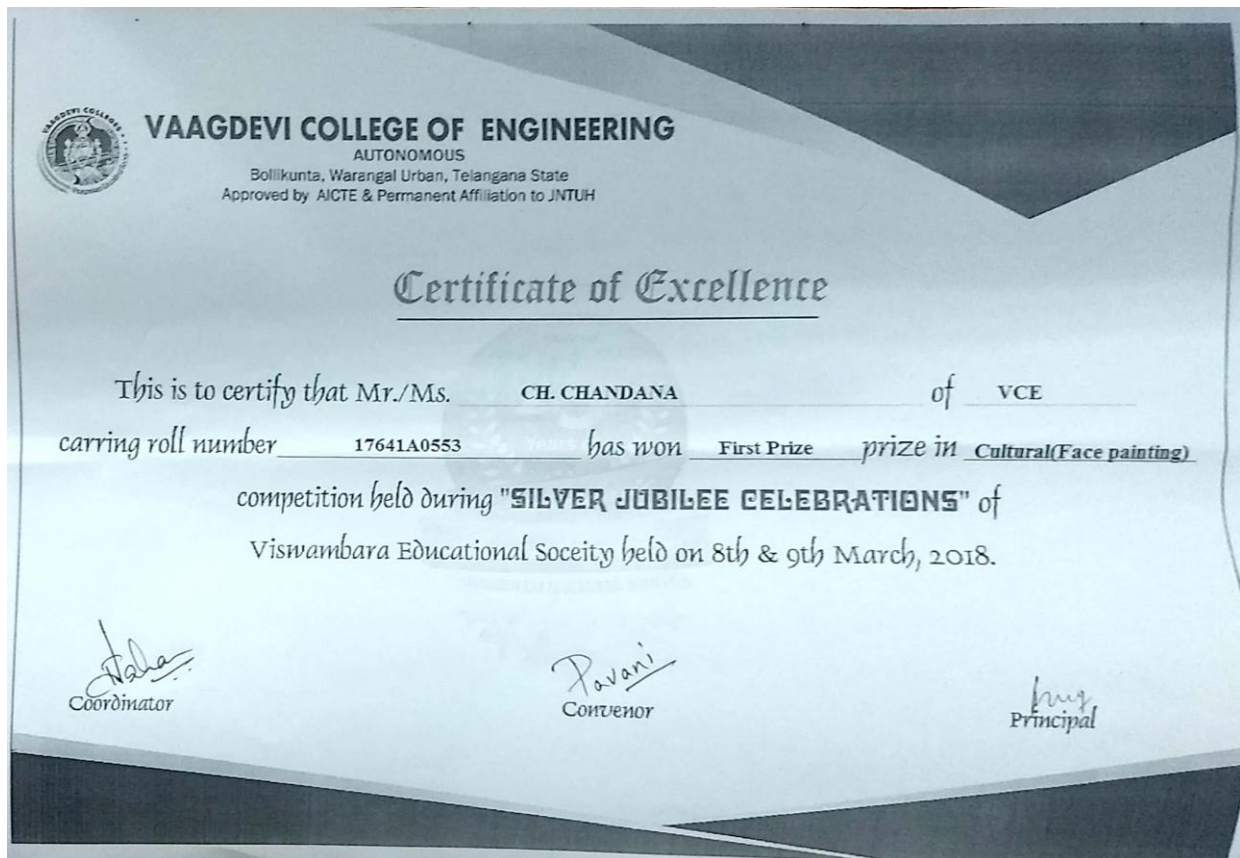 VAAGDEVI COLLEGES
VAAGDEVI COLLEGE OF ENGINEERING
AUTONOMOUS
Bollikunta, Warangal Urban, Telangana State
Approved by AICTE & Permanent Affiliation to JNTUH
Certificate of Excellence
This is to certify that Mr./Ms. CH. CHANDANA of VCE
carring roll number 17641A0553 has won First Prize prize in Cultural(Face painting)
competition held during "SILVER JUBILEE CELEBRATIONS" of
Viswambara Educational Soceity held on 8th & 9th March, 2018.
Pavani
Coordinator
Convenor
Principal